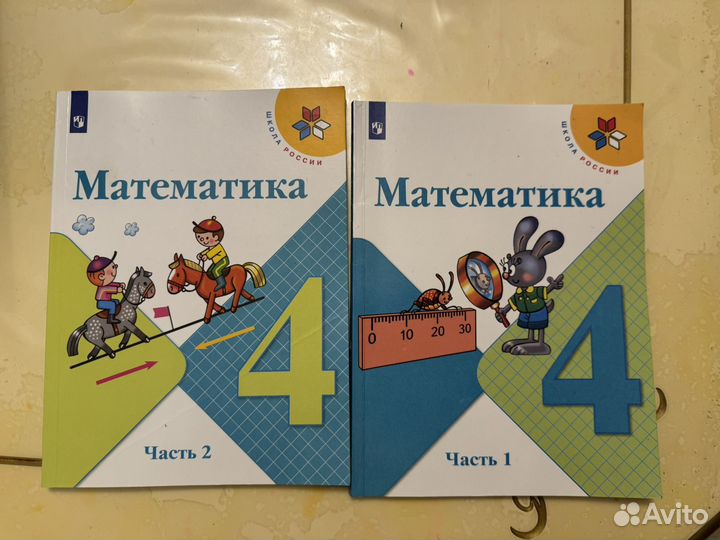 ШКОЛА РОССИИ
Математика
4
Часть 2
ШКОЛА РОССИИ
Математика
0 10 20 30
4
Часть 1
Avito